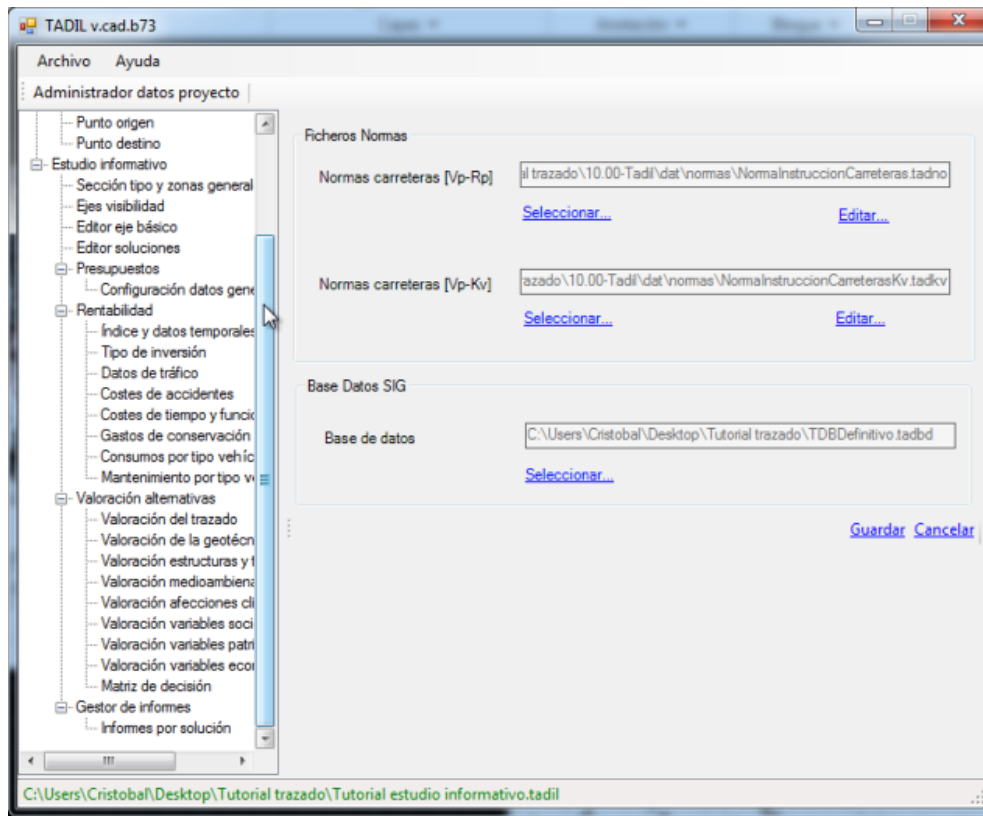 TADIL v.cad.b73
Archivo Ayuda
Administrador datos proyecto
Punto origen
Punto destino
Estudio informativo
Sección tipo y zonas general
Ejes visibilidad
Editor eje básico
Editor soluciones
Presupuestos
Configuración datos gene
Rentabilidad
Índice y datos temporales
Tipo de inversión
Datos de tráfico
Costes de accidentes
Costes de tiempo y funcio
Gastos de conservación
Consumos por tipo vehíc
Mantenimiento por tipo v
Valoración alternativas
Valoración del trazado
Valoración de la geotécn
Valoración estructuras y t
Valoración medioambiena
Valoración afecciones cli
Valoración variables soci
Valoración variables patri
Valoración variables econ
Matriz de decisión
Gestor de informes
Informes por solución
Ficheros Normas
Normas carreteras [Vp-Rp]
al trazado\10.00-Tadil\dat\normas\NormaInstruccionCarreteras.tadno
Seleccionar... Editar...
Normas carreteras [Vp-Kv]
azado\10.00-Tadil\dat\normas\NormaInstruccionCarreterasKv.tadkv
Seleccionar... Editar...
Base Datos SIG
Base de datos
C:\Users\Cristobal\Desktop\Tutorial trazado\TDBDefinitivo.tadbd
Seleccionar...
Guardar Cancelar
C:\Users\Cristobal\Desktop\Tutorial trazado\Tutorial estudio informativo.tadil